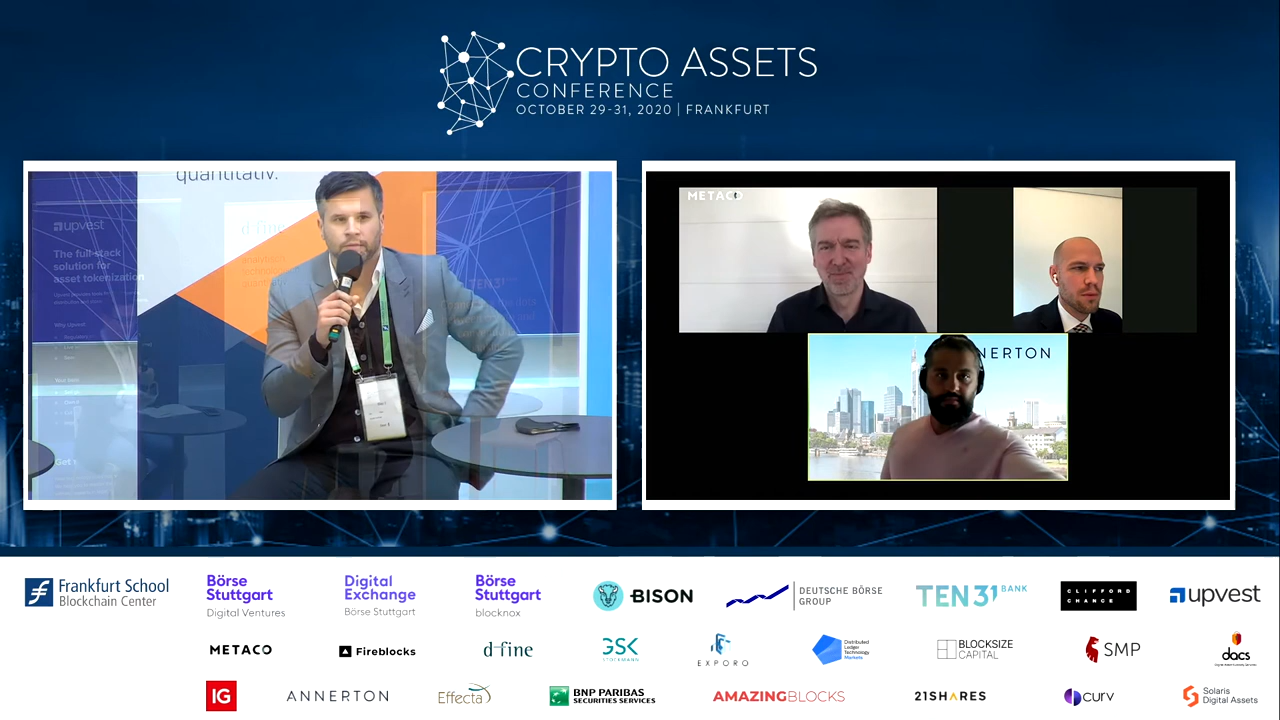 CRYPTO ASSETS
CONFERENCE
OCTOBER 29-31, 2020 | FRANKFURT
quantitativ.
upvest
The full-stack
solution for
asset tokenization
d-fine
TEN31
METACO
NERTON
Frankfurt School
Blockchain Center
Börse
Stuttgart
Digital Ventures
Digital
Exchange
Börse Stuttgart
Börse
Stuttgart
blocknox
BISON
DEUTSCHE BÖRSE
GROUP
TEN31 BANK
CLIFFORD
CHANCE
upvest
METACO
Fireblocks
d-fine
GSK
STOCKMANN
EXPORO
Distributed
Ledger
Technology
Markets
BLOCKSIZE
CAPITAL
SMP
dacs
IG
ANNERTON
Effecta
BNP PARIBAS
SECURITIES SERVICES
AMAZINGBLOCKS
21SHARES
curv
Solaris
Digital Assets